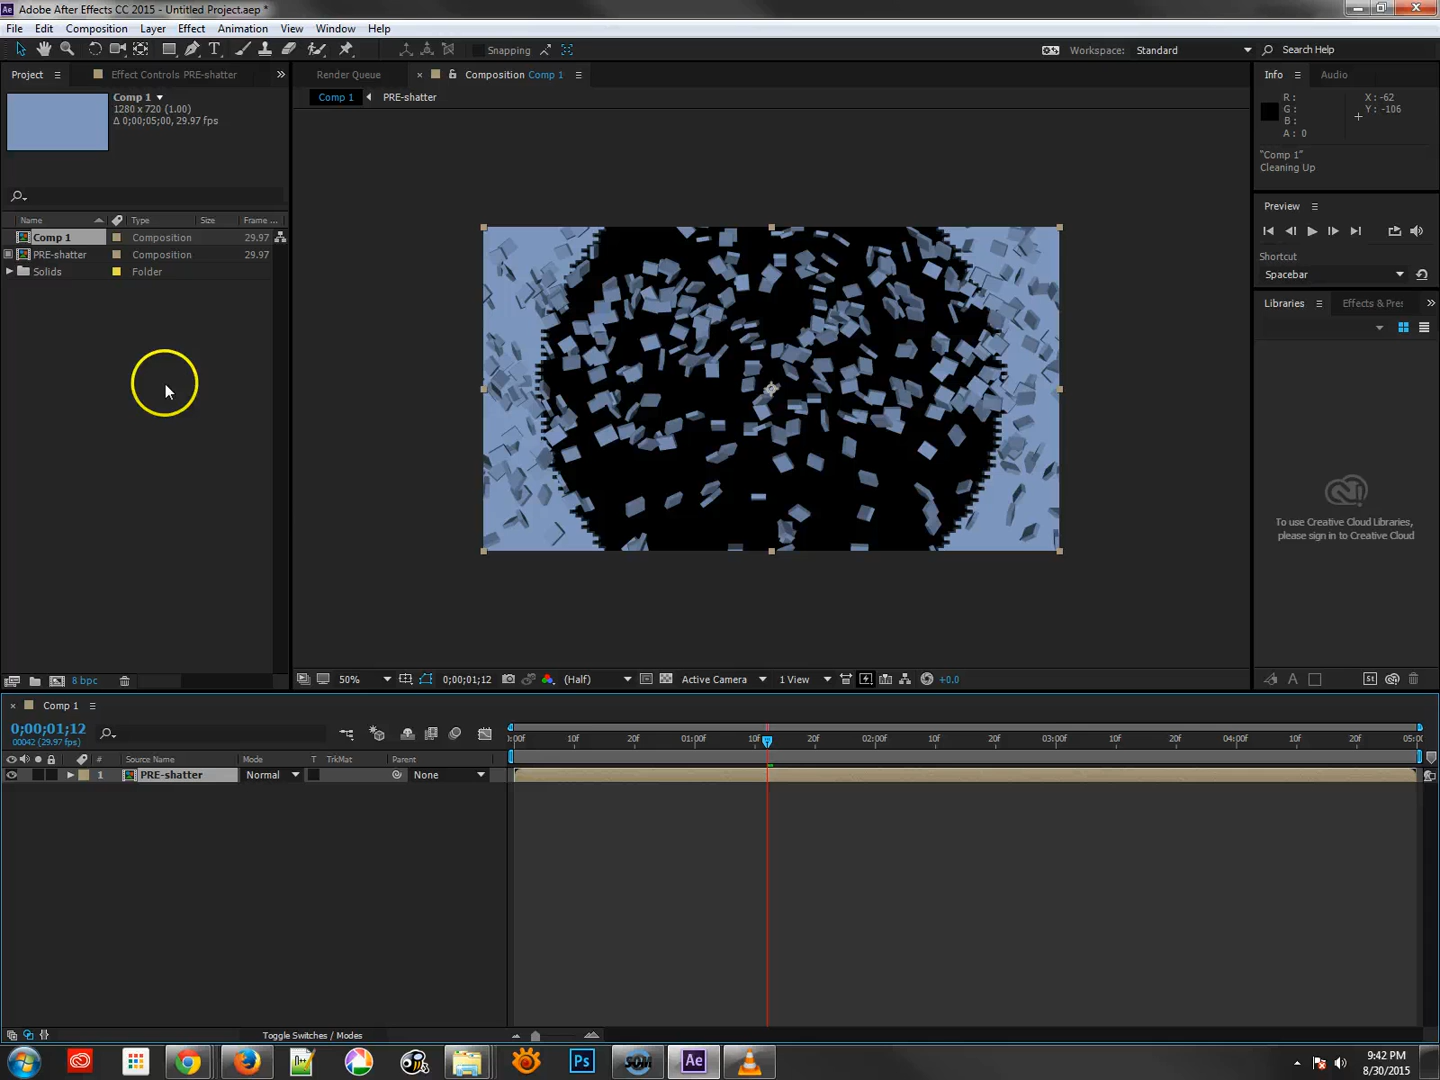 Adobe After Effects CC 2015 - Untitled Project.aep *
File Edit Composition Layer Effect Animation View Window Help
Snapping
Workspace: Standard
Search Help
Project
Effect Controls PRE-shatter
Render Queue
Composition Comp 1
Info
Audio
Comp 1
1280 x 720 (1.00)
Δ 0;00;05;00, 29.97 fps
Comp 1 PRE-shatter
R :
G :
B :
A : 0
X : -62
Y : -106
"Comp 1"
Cleaning Up
Preview
Shortcut
Spacebar
Name Type Size Frame ...
Comp 1 Composition 29.97
PRE-shatter Composition 29.97
Solids Folder
Libraries
Effects & Pres
To use Creative Cloud Libraries,
please sign in to Creative Cloud
8 bpc
50%
0;00;01;12
(Half)
Active Camera
1 View
+0.0
Comp 1
0;00;01;12
00042 (29.97 fps)
:00f 10f 20f 01:00f 10f 20f 02:00f 10f 20f 03:00f 10f 20f 04:00f 10f 20f 05:00
# Source Name Mode T TrkMat Parent
1 PRE-shatter Normal None
Toggle Switches / Modes
Ps
Ae
9:42 PM
8/30/2015